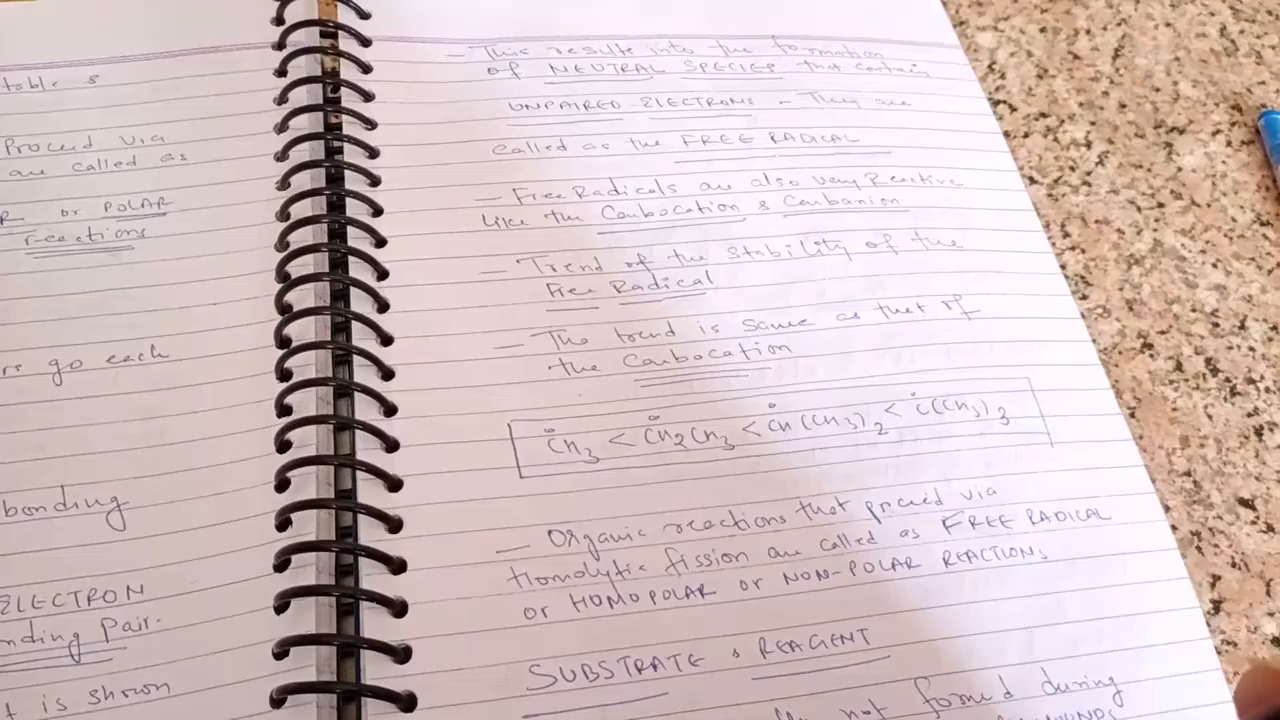 table s
Proceed via
are called as
R or POLAR
reactions
go each
bonding
ELECTRON
nding Pair.
t is shown
- This results into the formation
of NEUTRAL SPECIES that contain
UNPAIRED ELECTRONS - They are
called as the FREE RADICAL
- Free Radicals are also very Reactive
like the Carbocation & Carbanion
- Trend of the stability of the
Free Radical
- The trend is same as that of
the Carbocation
ĊH3 < ĊH2CH3 < ĊH(CH3)2 < Ċ(CH3)3
- Organic reactions that proceed via
Homolytic fission are called as FREE RADICAL
or HOMOPOLAR or NON-POLAR REACTIONS
SUBSTRATE & REAGENT
not formed during